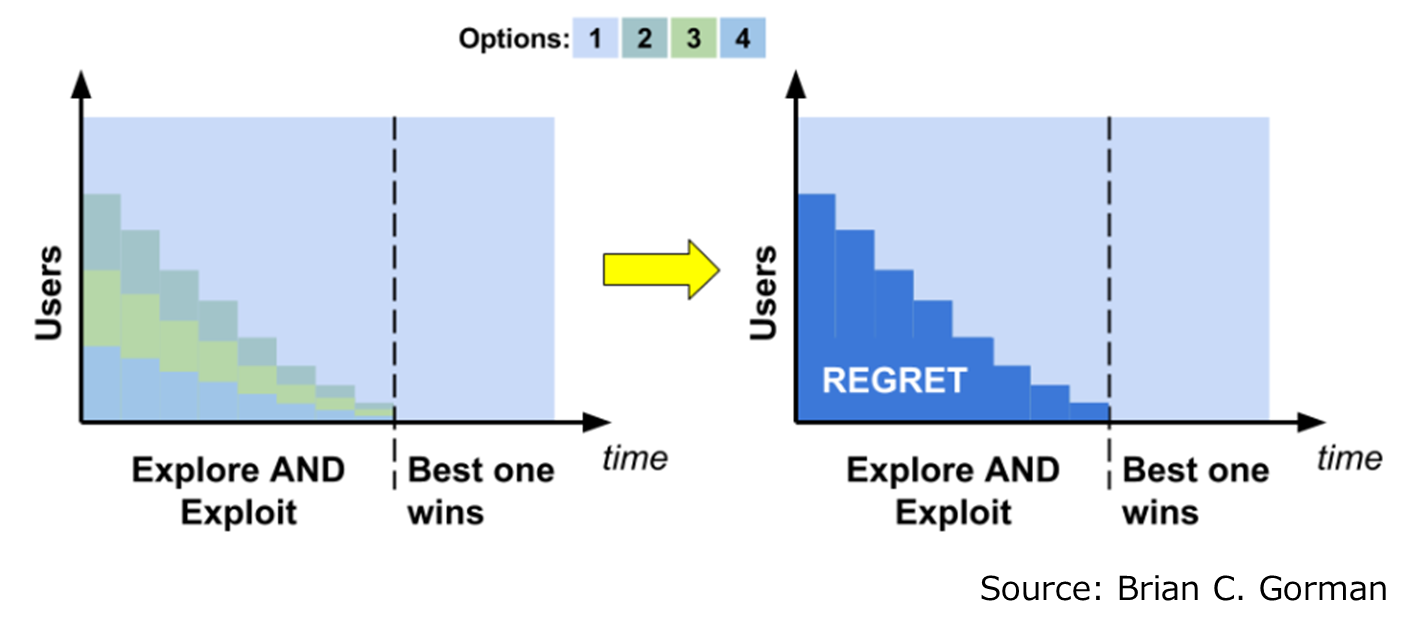 Options: 1 2 3 4
Users
Explore AND
Exploit
Best one
wins
time
Users
REGRET
Explore AND
Exploit
Best one
wins
time
Source: Brian C. Gorman